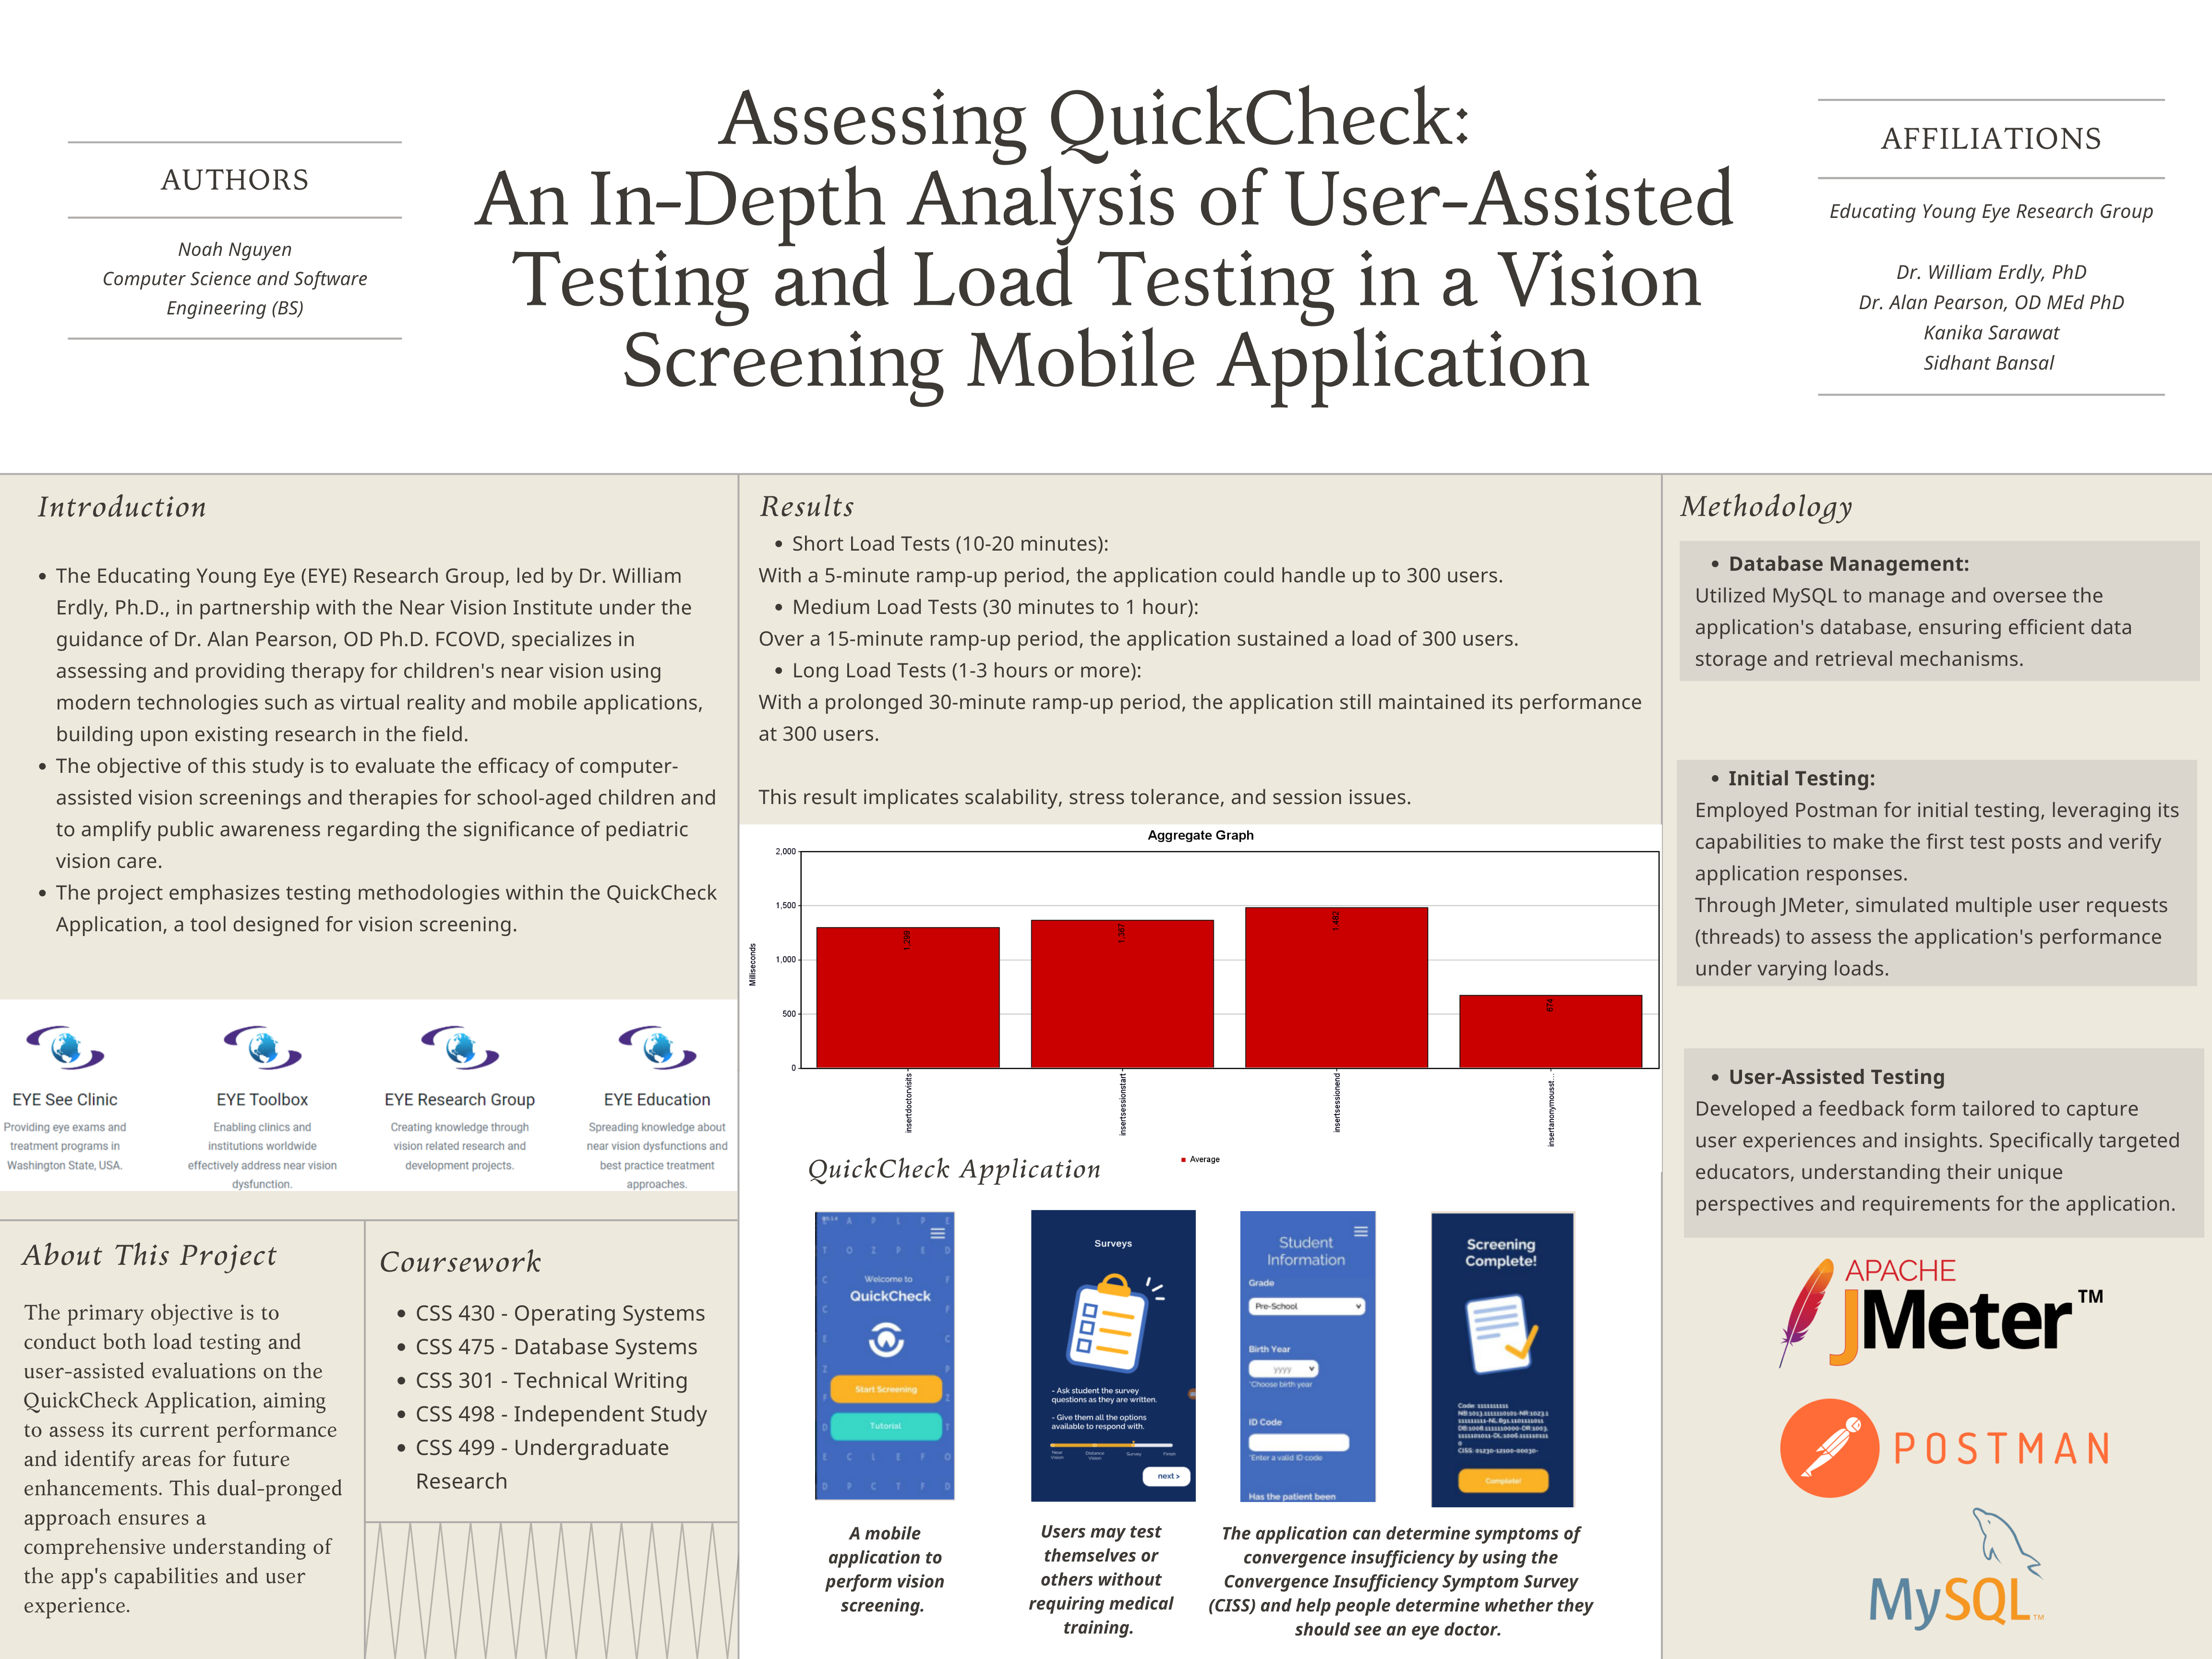 Assessing QuickCheck:
An In-Depth Analysis of User-Assisted
Testing and Load Testing in a Vision
Screening Mobile Application
AUTHORS
Noah Nguyen
Computer Science and Software
Engineering (BS)
AFFILIATIONS
Educating Young Eye Research Group
Dr. William Erdly, PhD
Dr. Alan Pearson, OD MEd PhD
Kanika Sarawat
Sidhant Bansal
Introduction
• The Educating Young Eye (EYE) Research Group, led by Dr. William
Erdly, Ph.D., in partnership with the Near Vision Institute under the
guidance of Dr. Alan Pearson, OD Ph.D. FCOVD, specializes in
assessing and providing therapy for children's near vision using
modern technologies such as virtual reality and mobile applications,
building upon existing research in the field.
• The objective of this study is to evaluate the efficacy of computer-
assisted vision screenings and therapies for school-aged children and
to amplify public awareness regarding the significance of pediatric
vision care.
• The project emphasizes testing methodologies within the QuickCheck
Application, a tool designed for vision screening.
EYE See Clinic
Providing eye exams and
treatment programs in
Washington State, USA.
EYE Toolbox
Enabling clinics and
institutions worldwide
effectively address near vision
dysfunction.
EYE Research Group
Creating knowledge through
vision related research and
development projects.
EYE Education
Spreading knowledge about
near vision dysfunctions and
best practice treatment
approaches.
About This Project
The primary objective is to
conduct both load testing and
user-assisted evaluations on the
QuickCheck Application, aiming
to assess its current performance
and identify areas for future
enhancements. This dual-pronged
approach ensures a
comprehensive understanding of
the app's capabilities and user
experience.
Coursework
• CSS 430 - Operating Systems
• CSS 475 - Database Systems
• CSS 301 - Technical Writing
• CSS 498 - Independent Study
• CSS 499 - Undergraduate
Research
Results
• Short Load Tests (10-20 minutes):
With a 5-minute ramp-up period, the application could handle up to 300 users.
• Medium Load Tests (30 minutes to 1 hour):
Over a 15-minute ramp-up period, the application sustained a load of 300 users.
• Long Load Tests (1-3 hours or more):
With a prolonged 30-minute ramp-up period, the application still maintained its performance
at 300 users.
This result implicates scalability, stress tolerance, and session issues.
Aggregate Graph
Milliseconds
2,000
1,500
1,000
500
0
1,367
1,482
674
insertdoctorvisits
insertsessionstart
insertsessionend
insertanonymousst...
Average
QuickCheck Application
Welcome to
QuickCheck
Start Screening
Tutorial
A mobile
application to
perform vision
screening.
Surveys
- Ask student the survey
questions as they are written.
- Give them all the options
available to respond with.
Near
Vision
Distance
Vision
Survey
Finish
next >
Users may test
themselves or
others without
requiring medical
training.
Student
Information
Grade
Pre-School
Birth Year
yyyy
*Choose birth year
ID Code
*Enter a valid ID code
Has the patient been
Screening
Complete!
Complete!
The application can determine symptoms of
convergence insufficiency by using the
Convergence Insufficiency Symptom Survey
(CISS) and help people determine whether they
should see an eye doctor.
Methodology
• Database Management:
Utilized MySQL to manage and oversee the
application's database, ensuring efficient data
storage and retrieval mechanisms.
• Initial Testing:
Employed Postman for initial testing, leveraging its
capabilities to make the first test posts and verify
application responses.
Through JMeter, simulated multiple user requests
(threads) to assess the application's performance
under varying loads.
• User-Assisted Testing
Developed a feedback form tailored to capture
user experiences and insights. Specifically targeted
educators, understanding their unique
perspectives and requirements for the application.
APACHE
JMeter™
POSTMAN
MySQL™